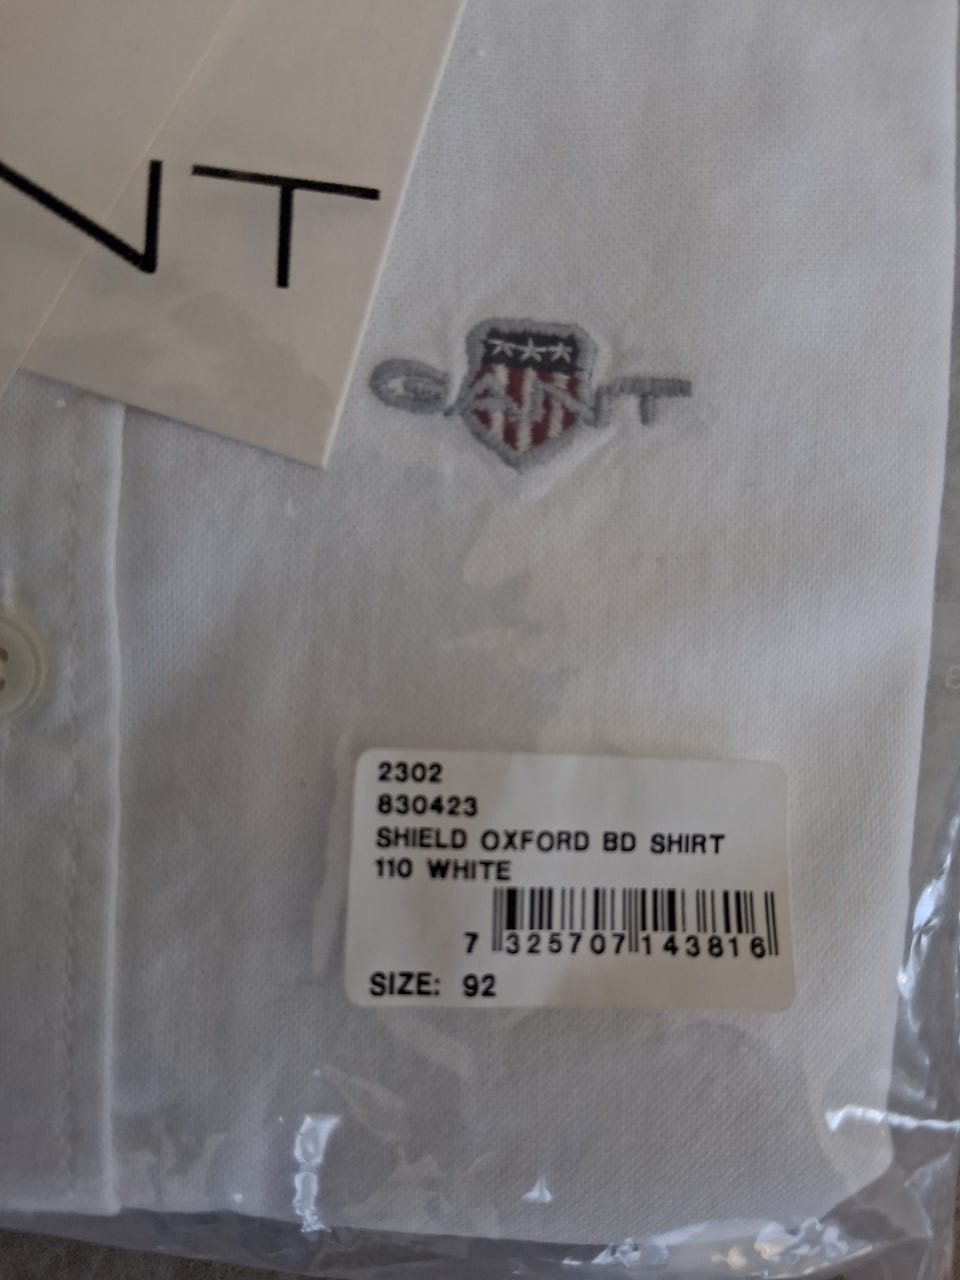 NT
GANT
2302
830423
SHIELD OXFORD BD SHIRT
110 WHITE
7 325707 143816
SIZE: 92